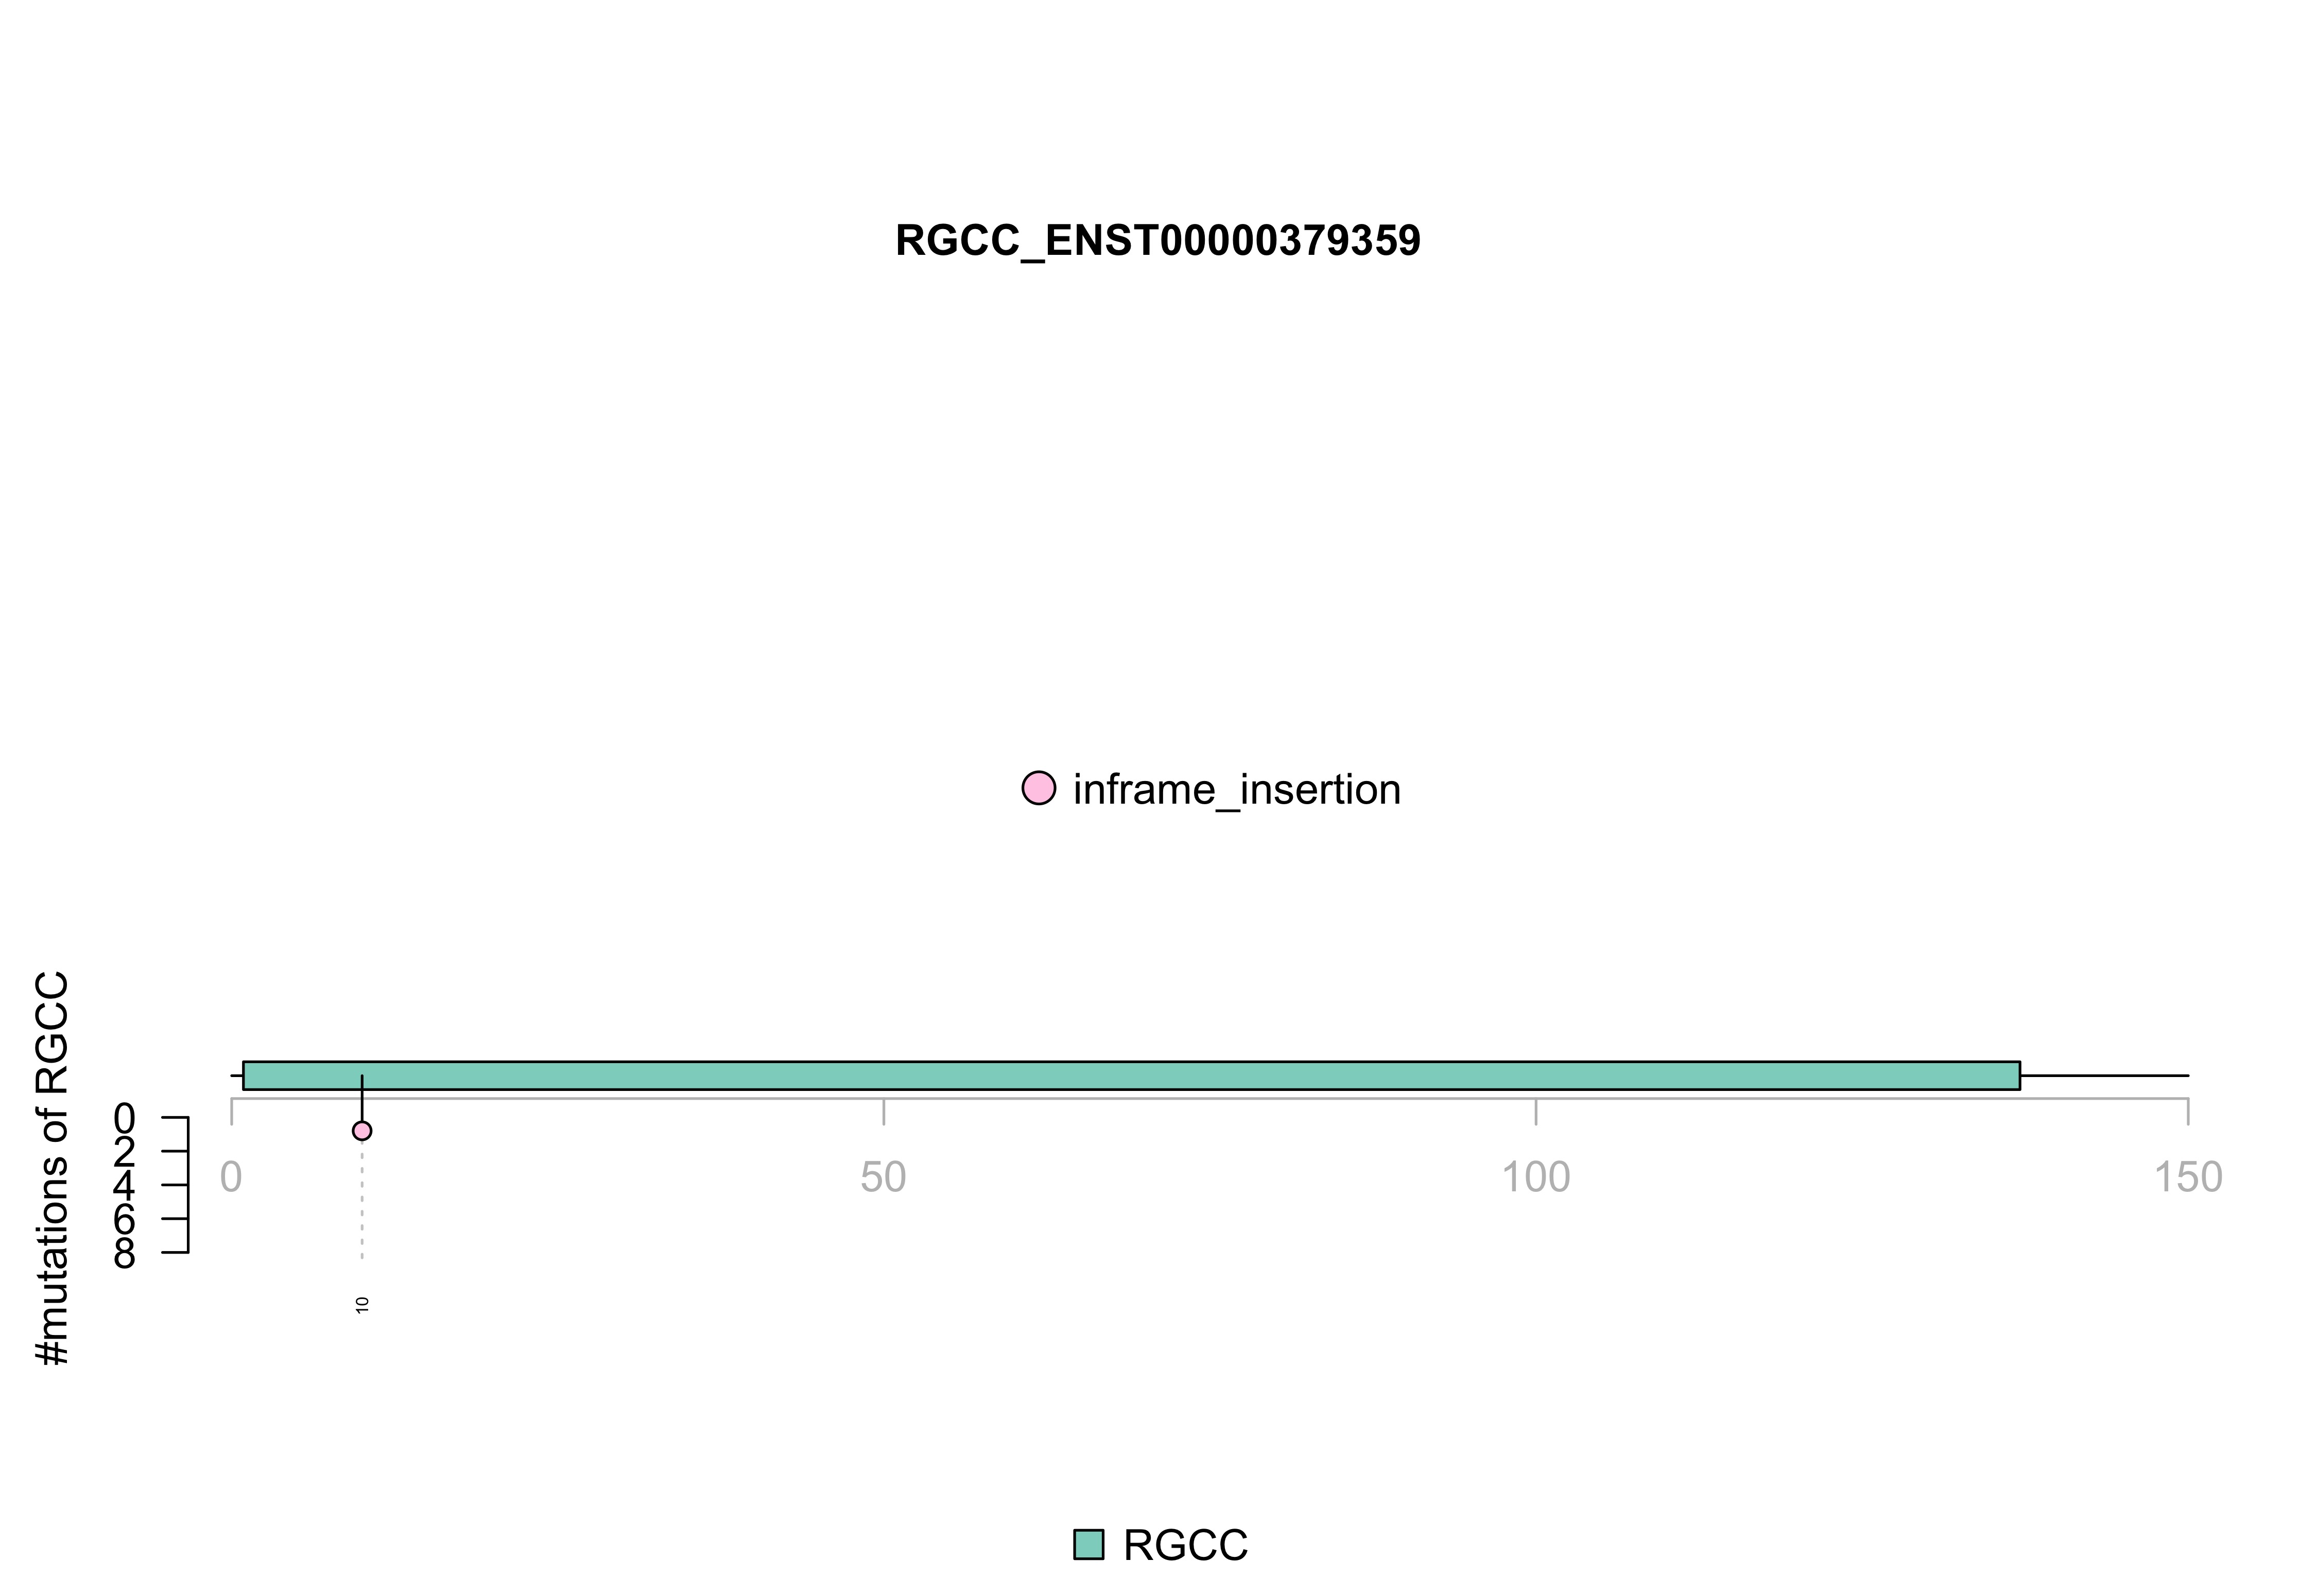 RGCC_ENST00000379359
inframe_insertion
#mutations of RGCC
0
2
4
6
8
0 50 100 150
10
RGCC